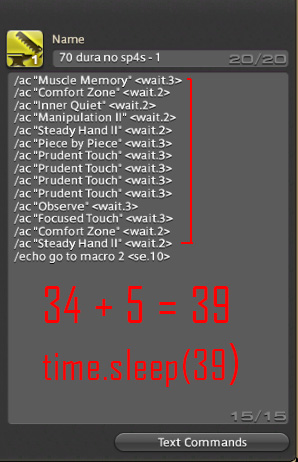 1
Name
70 dura no sp4s - 1
20/20
/ac "Muscle Memory" <wait.3>
/ac "Comfort Zone" <wait.2>
/ac "Inner Quiet" <wait.2>
/ac "Manipulation II" <wait.2>
/ac "Steady Hand II" <wait.2>
/ac "Piece by Piece" <wait.3>
/ac "Prudent Touch" <wait.3>
/ac "Prudent Touch" <wait.3>
/ac "Prudent Touch" <wait.3>
/ac "Prudent Touch" <wait.3>
/ac "Observe" <wait.3>
/ac "Focused Touch" <wait.3>
/ac "Comfort Zone" <wait.2>
/ac "Steady Hand II" <wait.2>
/echo go to macro 2 <se.10>
34 + 5 = 39
time.sleep(39)
15/15
Text Commands